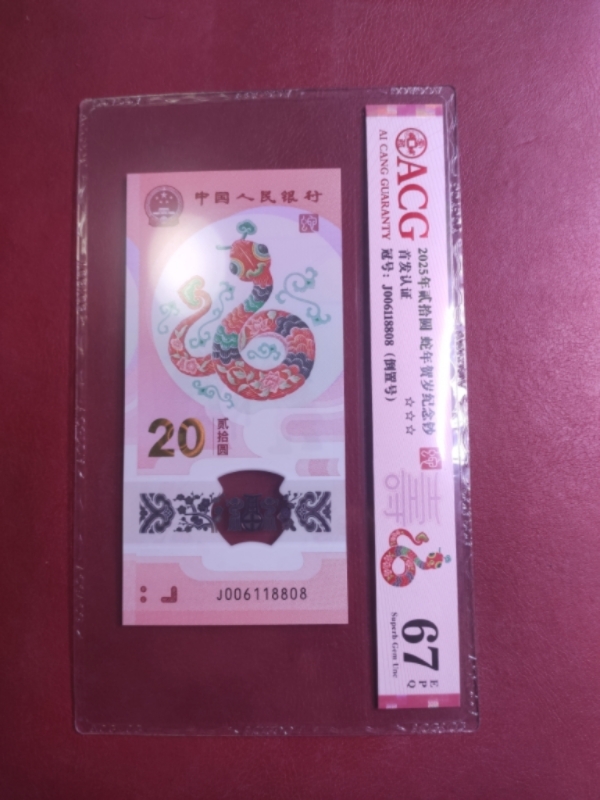 中国人民银行
20
贰拾圆
J006118808
ACG
AI CANG GUARANTY
2025年贰拾圆 蛇年贺岁纪念钞
首发认证 ☆☆☆
冠号：J006118808（倒置号）
67
EPQ
Superb Gem Unc